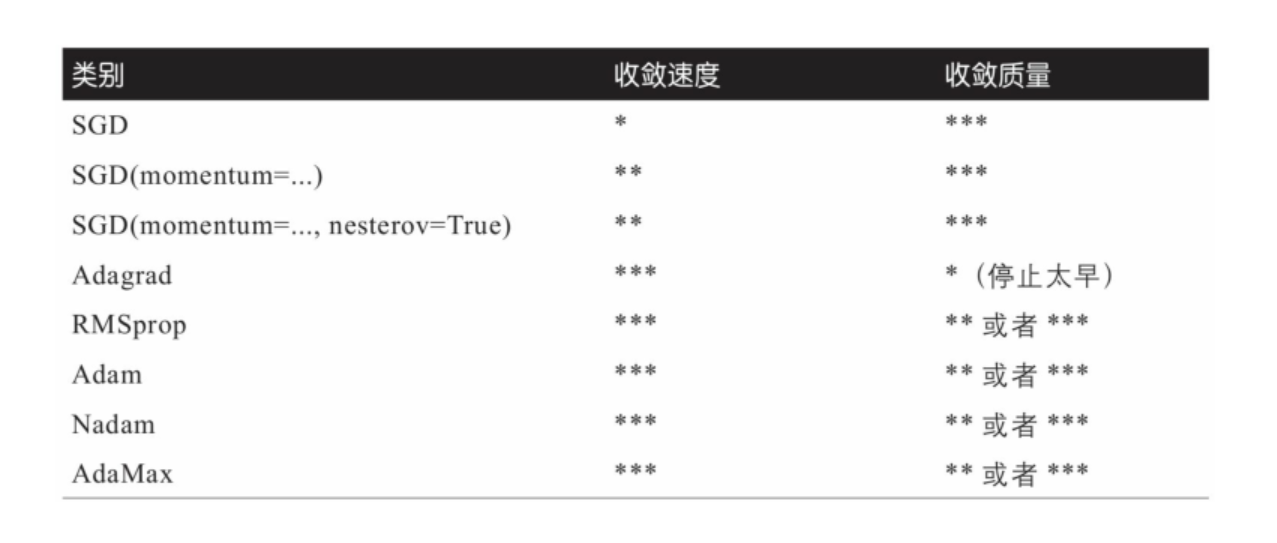 类别 收敛速度 收敛质量
SGD * ***
SGD(momentum=...) ** ***
SGD(momentum=..., nesterov=True) ** ***
Adagrad *** * (停止太早)
RMSprop *** ** 或者 ***
Adam *** ** 或者 ***
Nadam *** ** 或者 ***
AdaMax *** ** 或者 ***